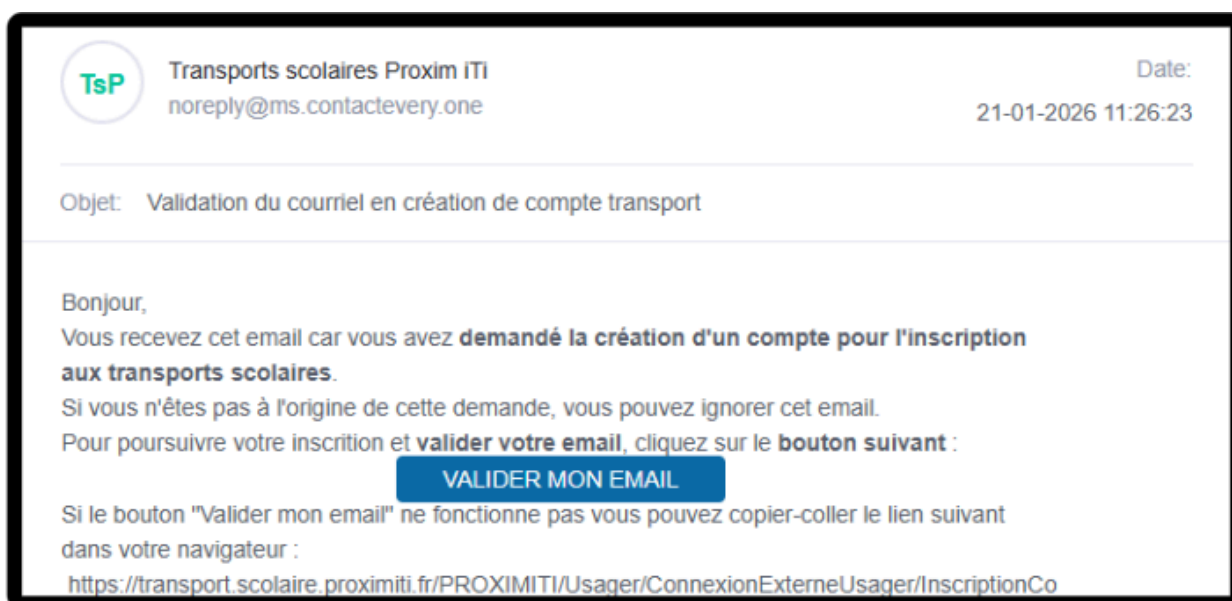 TsP
Transports scolaires Proxim iTi
noreply@ms.contactevery.one
Date:
21-01-2026 11:26:23
Objet: Validation du courriel en création de compte transport
Bonjour,
Vous recevez cet email car vous avez demandé la création d'un compte pour l'inscription
aux transports scolaires.
Si vous n'êtes pas à l'origine de cette demande, vous pouvez ignorer cet email.
Pour poursuivre votre inscrition et valider votre email, cliquez sur le bouton suivant :
VALIDER MON EMAIL
Si le bouton "Valider mon email" ne fonctionne pas vous pouvez copier-coller le lien suivant
dans votre navigateur :
https://transport.scolaire.proximiti.fr/PROXIMITI/Usager/ConnexionExterneUsager/InscriptionCo